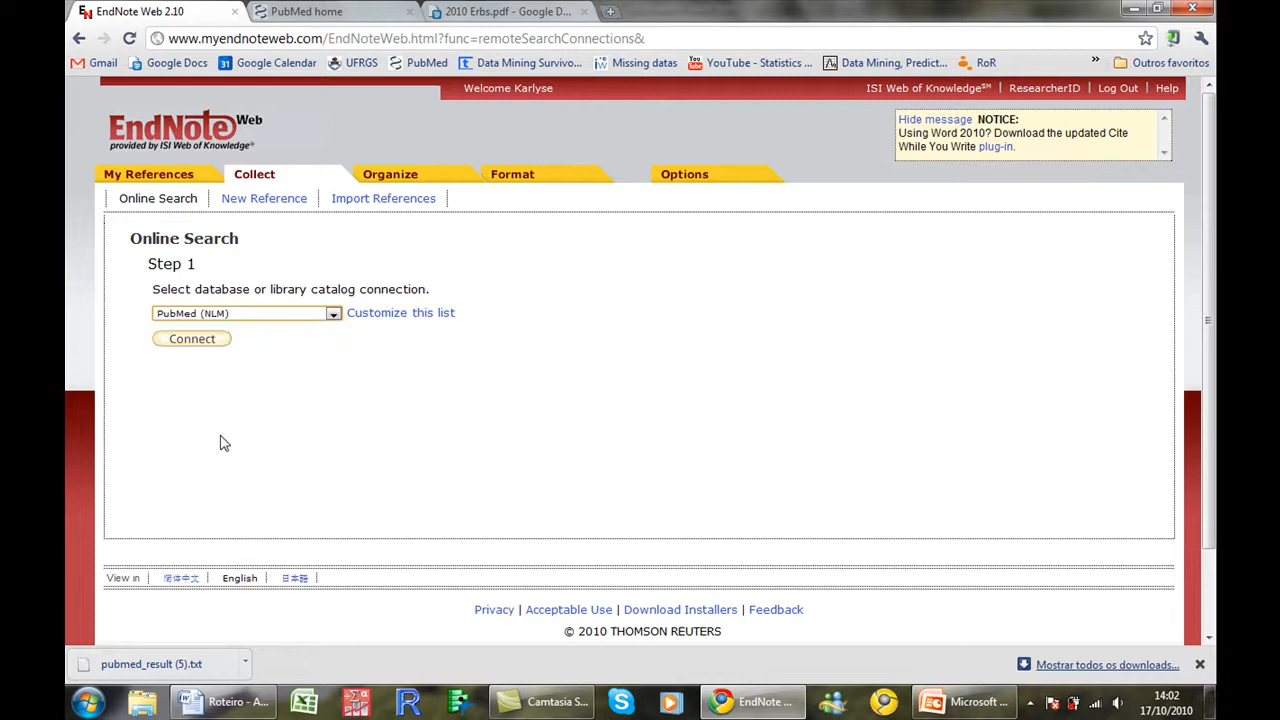 EndNote Web 2.10
PubMed home
2010 Erbs.pdf - Google D...
www.myendnoteweb.com/EndNoteWeb.html?func=remoteSearchConnections&
Gmail
Google Docs
31 Google Calendar
UFRGS
PubMed
Data Mining Survivo...
Missing datas
YouTube - Statistics ...
Data Mining, Predict...
RoR
»
Outros favoritos
Welcome Karlyse
ISI Web of Knowledge℠
ResearcherID
Log Out
Help
EndNote Web
provided by ISI Web of Knowledge℠
Hide message NOTICE:
Using Word 2010? Download the updated Cite
While You Write plug-in.
My References
Collect
Organize
Format
Options
Online Search
New Reference
Import References
Online Search
Step 1
Select database or library catalog connection.
PubMed (NLM)
Customize this list
Connect
View in
简体中文
English
日本語
Privacy | Acceptable Use | Download Installers | Feedback
© 2010 THOMSON REUTERS
pubmed_result (5).txt
Mostrar todos os downloads...
Roteiro - A...
Camtasia S...
EndNote ...
Microsoft ...
14:02
17/10/2010